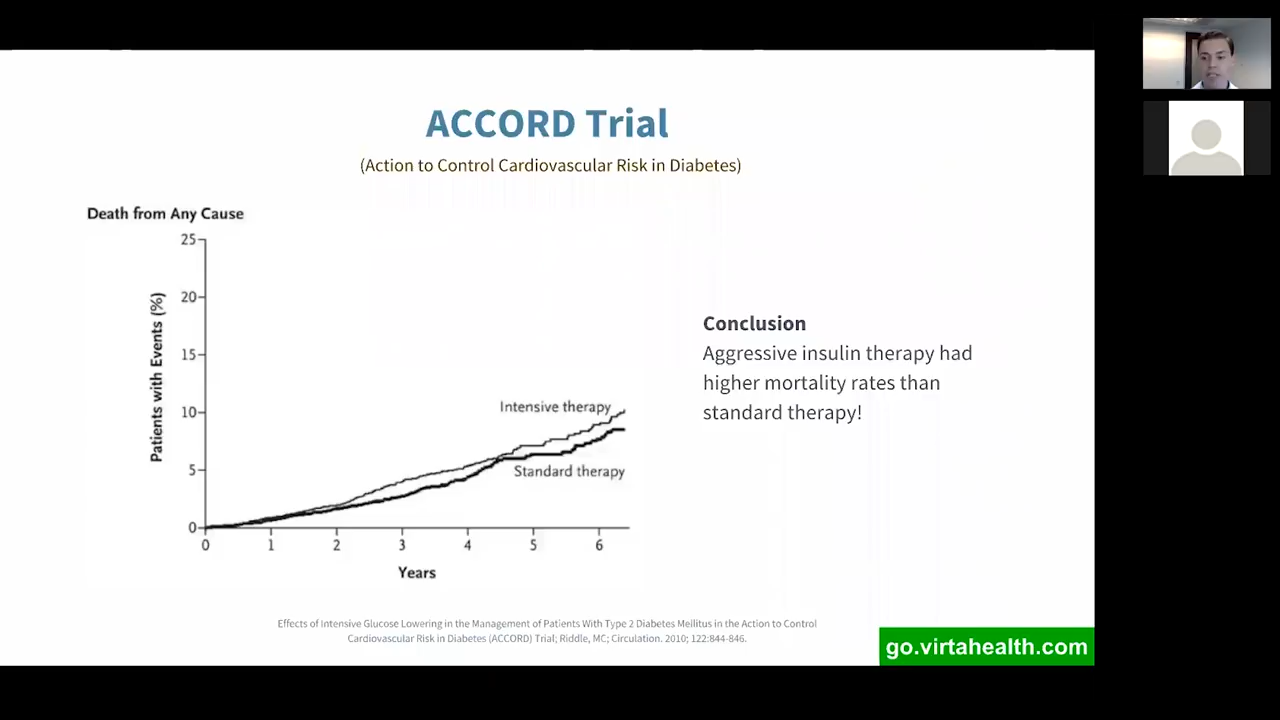 ACCORD Trial
(Action to Control Cardiovascular Risk in Diabetes)
Death from Any Cause
Patients with Events (%)
25
20
15
10
5
0
Intensive therapy
Standard therapy
0 1 2 3 4 5 6
Years
Conclusion
Aggressive insulin therapy had
higher mortality rates than
standard therapy!
Effects of Intensive Glucose Lowering in the Management of Patients With Type 2 Diabetes Mellitus in the Action to Control
Cardiovascular Risk in Diabetes (ACCORD) Trial; Riddle, MC; Circulation. 2010; 122:844-846.
go.virtahealth.com